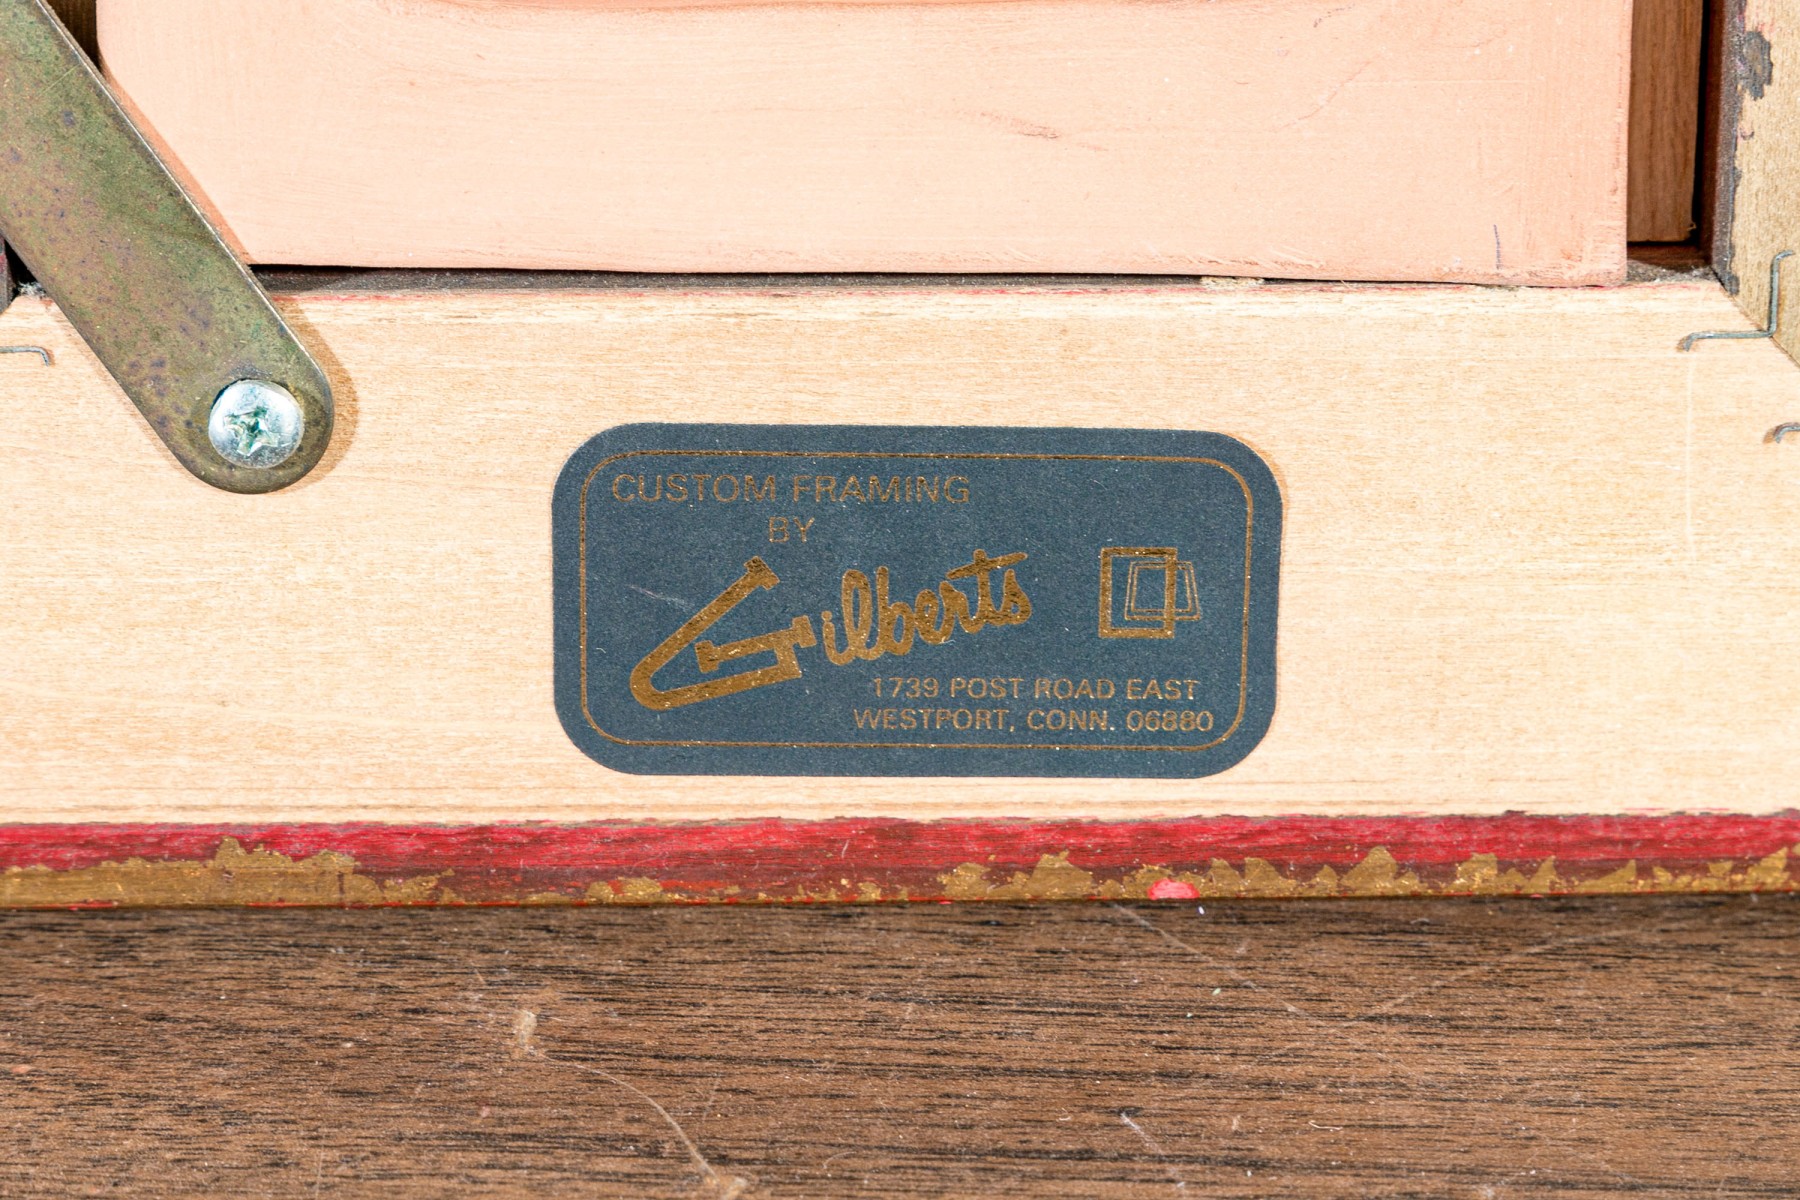 CUSTOM FRAMING
BY
Gilberts
1739 POST ROAD EAST
WESTPORT, CONN. 06880